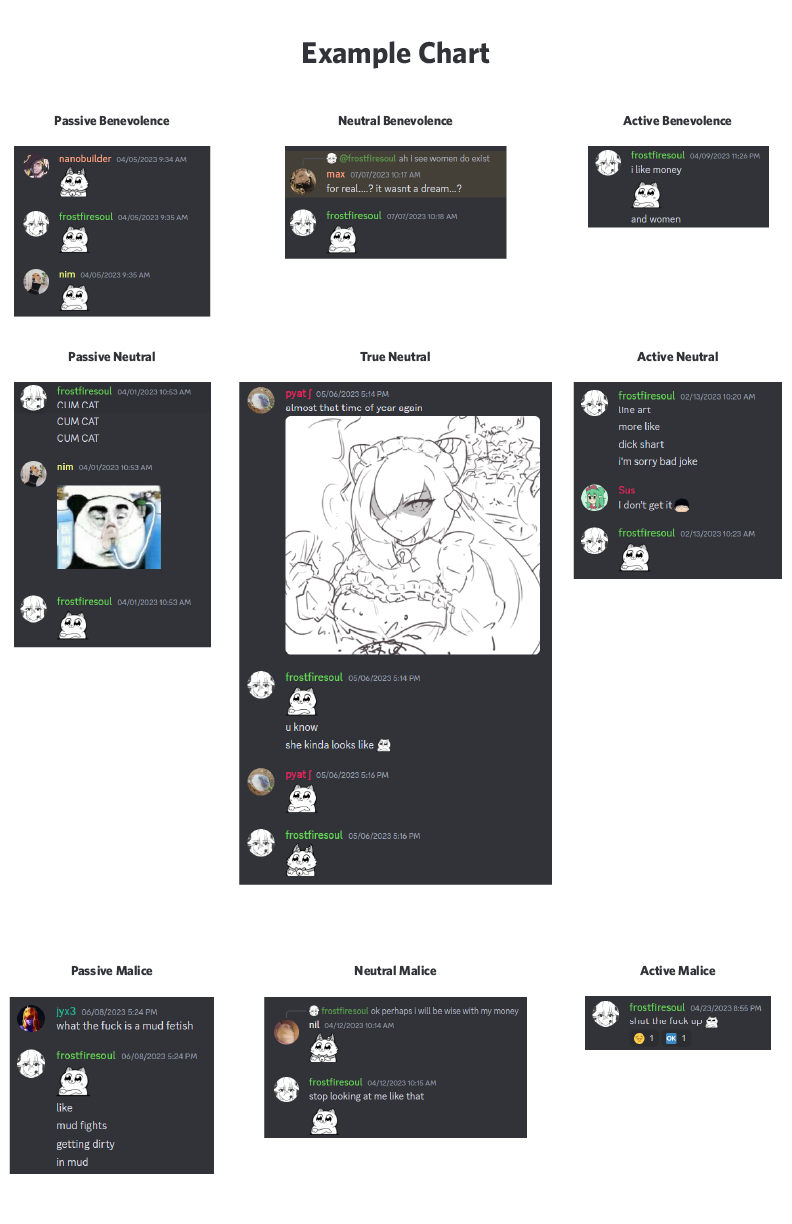 Example Chart
Passive Benevolence
Neutral Benevolence
Active Benevolence
nanobuilder 04/05/2023 9:34 AM
frostfiresoul 04/05/2023 9:35 AM
nim 04/05/2023 9:35 AM
@frostfiresoul ah i see women do exist
max 07/07/2023 10:17 AM
for real....? it wasnt a dream...?
frostfiresoul 07/07/2023 10:18 AM
frostfiresoul 04/09/2023 11:26 PM
i like money
and women
Passive Neutral
True Neutral
Active Neutral
frostfiresoul 04/01/2023 10:53 AM
CUM CAT
CUM CAT
CUM CAT
nim 04/01/2023 10:53 AM
frostfiresoul 04/01/2023 10:53 AM
pyat ʃ 05/06/2023 5:14 PM
almost that time of year again
frostfiresoul 05/06/2023 5:14 PM
u know
she kinda looks like
pyat ʃ 05/06/2023 5:16 PM
frostfiresoul 05/06/2023 5:16 PM
frostfiresoul 02/13/2023 10:20 AM
line art
more like
dick shart
i'm sorry bad joke
Sus
I don't get it
frostfiresoul 02/13/2023 10:23 AM
Passive Malice
Neutral Malice
Active Malice
jyx3 06/08/2023 5:24 PM
what the fuck is a mud fetish
frostfiresoul 06/08/2023 5:24 PM
like
mud fights
getting dirty
in mud
frostfiresoul ok perhaps i will be wise with my money
nil 04/12/2023 10:14 AM
frostfiresoul 04/12/2023 10:15 AM
stop looking at me like that
frostfiresoul 04/23/2023 8:55 PM
shut the fuck up
1 OK 1